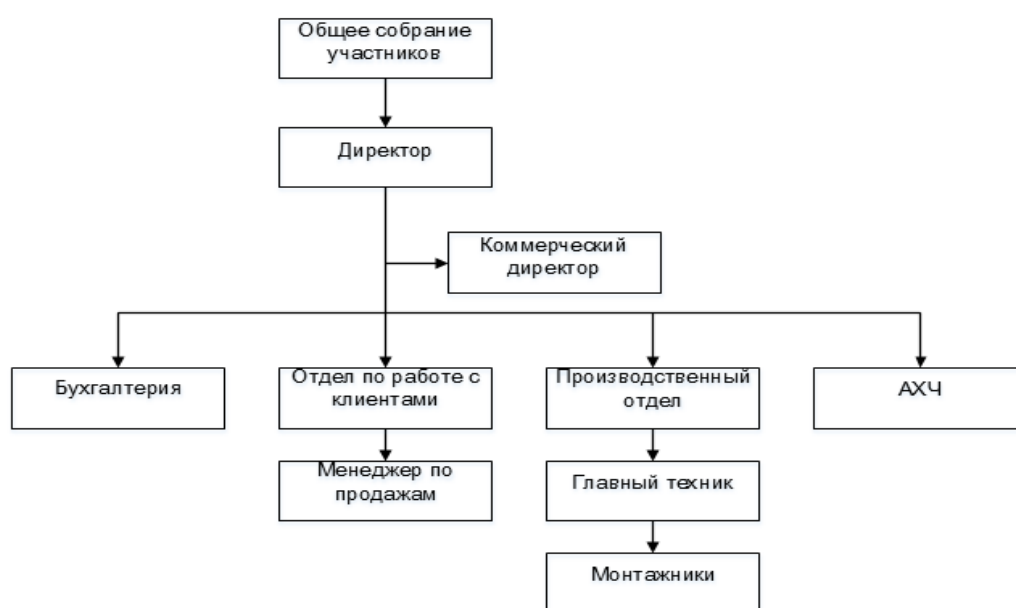 Общее собрание
участников
Директор
Коммерческий
директор
Бухгалтерия
Отдел по работе с
клиентами
Производственный
отдел
АХЧ
Менеджер по
продажам
Главный техник
Монтажники